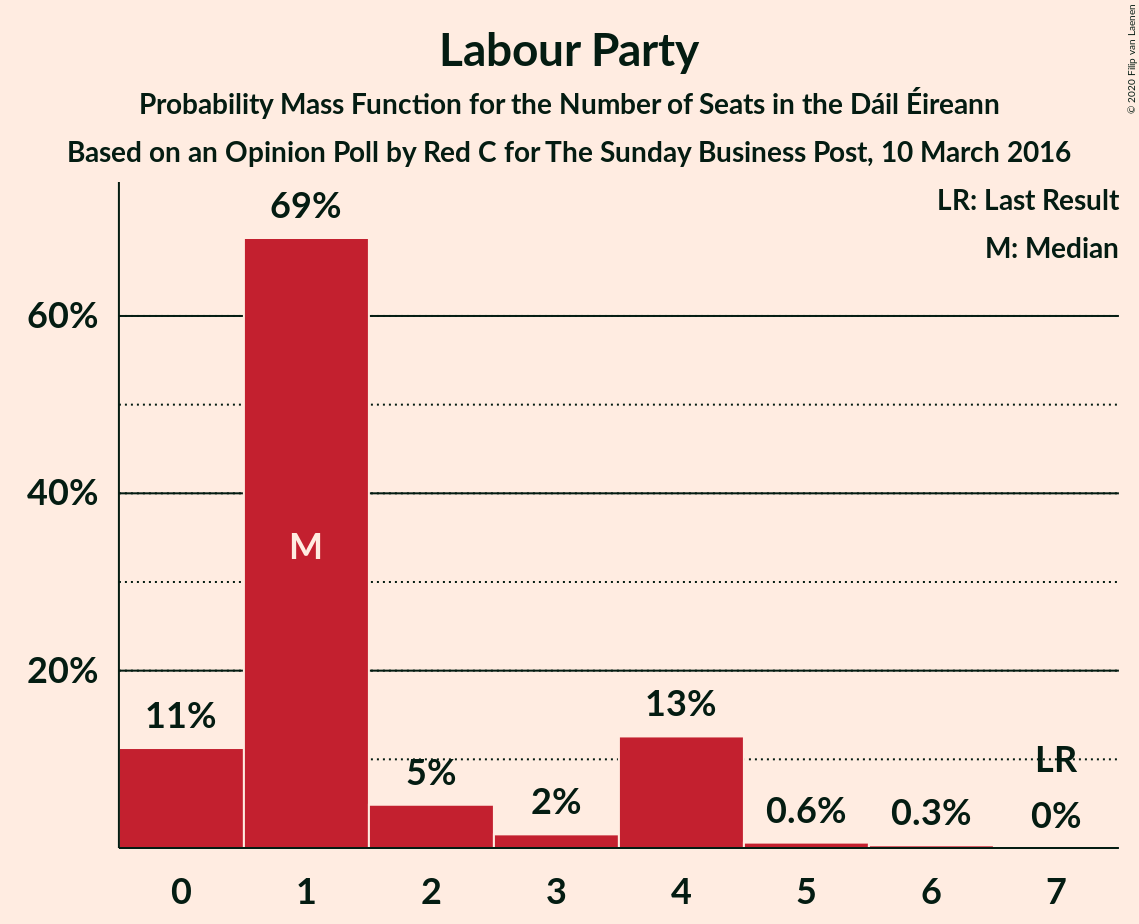 Labour Party
Probability Mass Function for the Number of Seats in the Dáil Éireann
Based on an Opinion Poll by Red C for The Sunday Business Post, 10 March 2016
© 2020 Filip van Laenen
LR: Last Result
M: Median
69%
60%
40%
M
20%
11%
13%
5%
LR
2%
0.6%
0.3%
0%
0 1 2 3 4 5 6 7